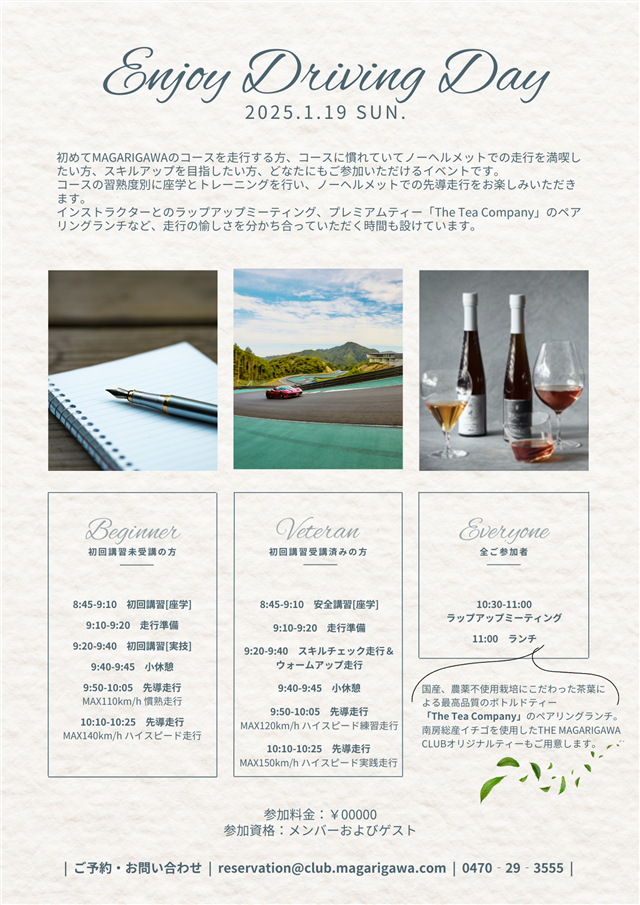 Enjoy Driving Day
2025.1.19 SUN.
初めてMAGARIGAWAのコースを走行する方、コースに慣れていてノーヘルメットでの走行を満喫し
たい方、スキルアップを目指したい方、どなたにもご参加いただけるイベントです。
コースの習熟度別に座学とトレーニングを行い、ノーヘルメットでの先導走行をお楽しみいただき
ます。
インストラクターとのラップアップミーティング、プレミアムティー「The Tea Company」のペア
リングランチなど、走行の愉しさを分かち合っていただく時間も設けています。
Beginner
初回講習未受講の方
8:45-9:10 初回講習[座学]
9:10-9:20 走行準備
9:20-9:40 初回講習[実技]
9:40-9:45 小休憩
9:50-10:05 先導走行
MAX110km/h 慣熟走行
10:10-10:25 先導走行
MAX140km/h ハイスピード走行
Veteran
初回講習受講済みの方
8:45-9:10 安全講習[座学]
9:10-9:20 走行準備
9:20-9:40 スキルチェック走行＆
ウォームアップ走行
9:40-9:45 小休憩
9:50-10:05 先導走行
MAX120km/h ハイスピード練習走行
10:10-10:25 先導走行
MAX150km/h ハイスピード実践走行
Everyone
全ご参加者
10:30-11:00
ラップアップミーティング
11:00 ランチ
国産、農薬不使用栽培にこだわった茶葉に
よる最高品質のボトルドティー
「The Tea Company」のペアリングランチ。
南房総産イチゴを使用したTHE MAGARIGAWA
CLUBオリジナルティーもご用意します。
参加料金：￥00000
参加資格：メンバーおよびゲスト
｜ご予約・お問い合わせ｜reservation@club.magarigawa.com｜0470‐29‐3555｜